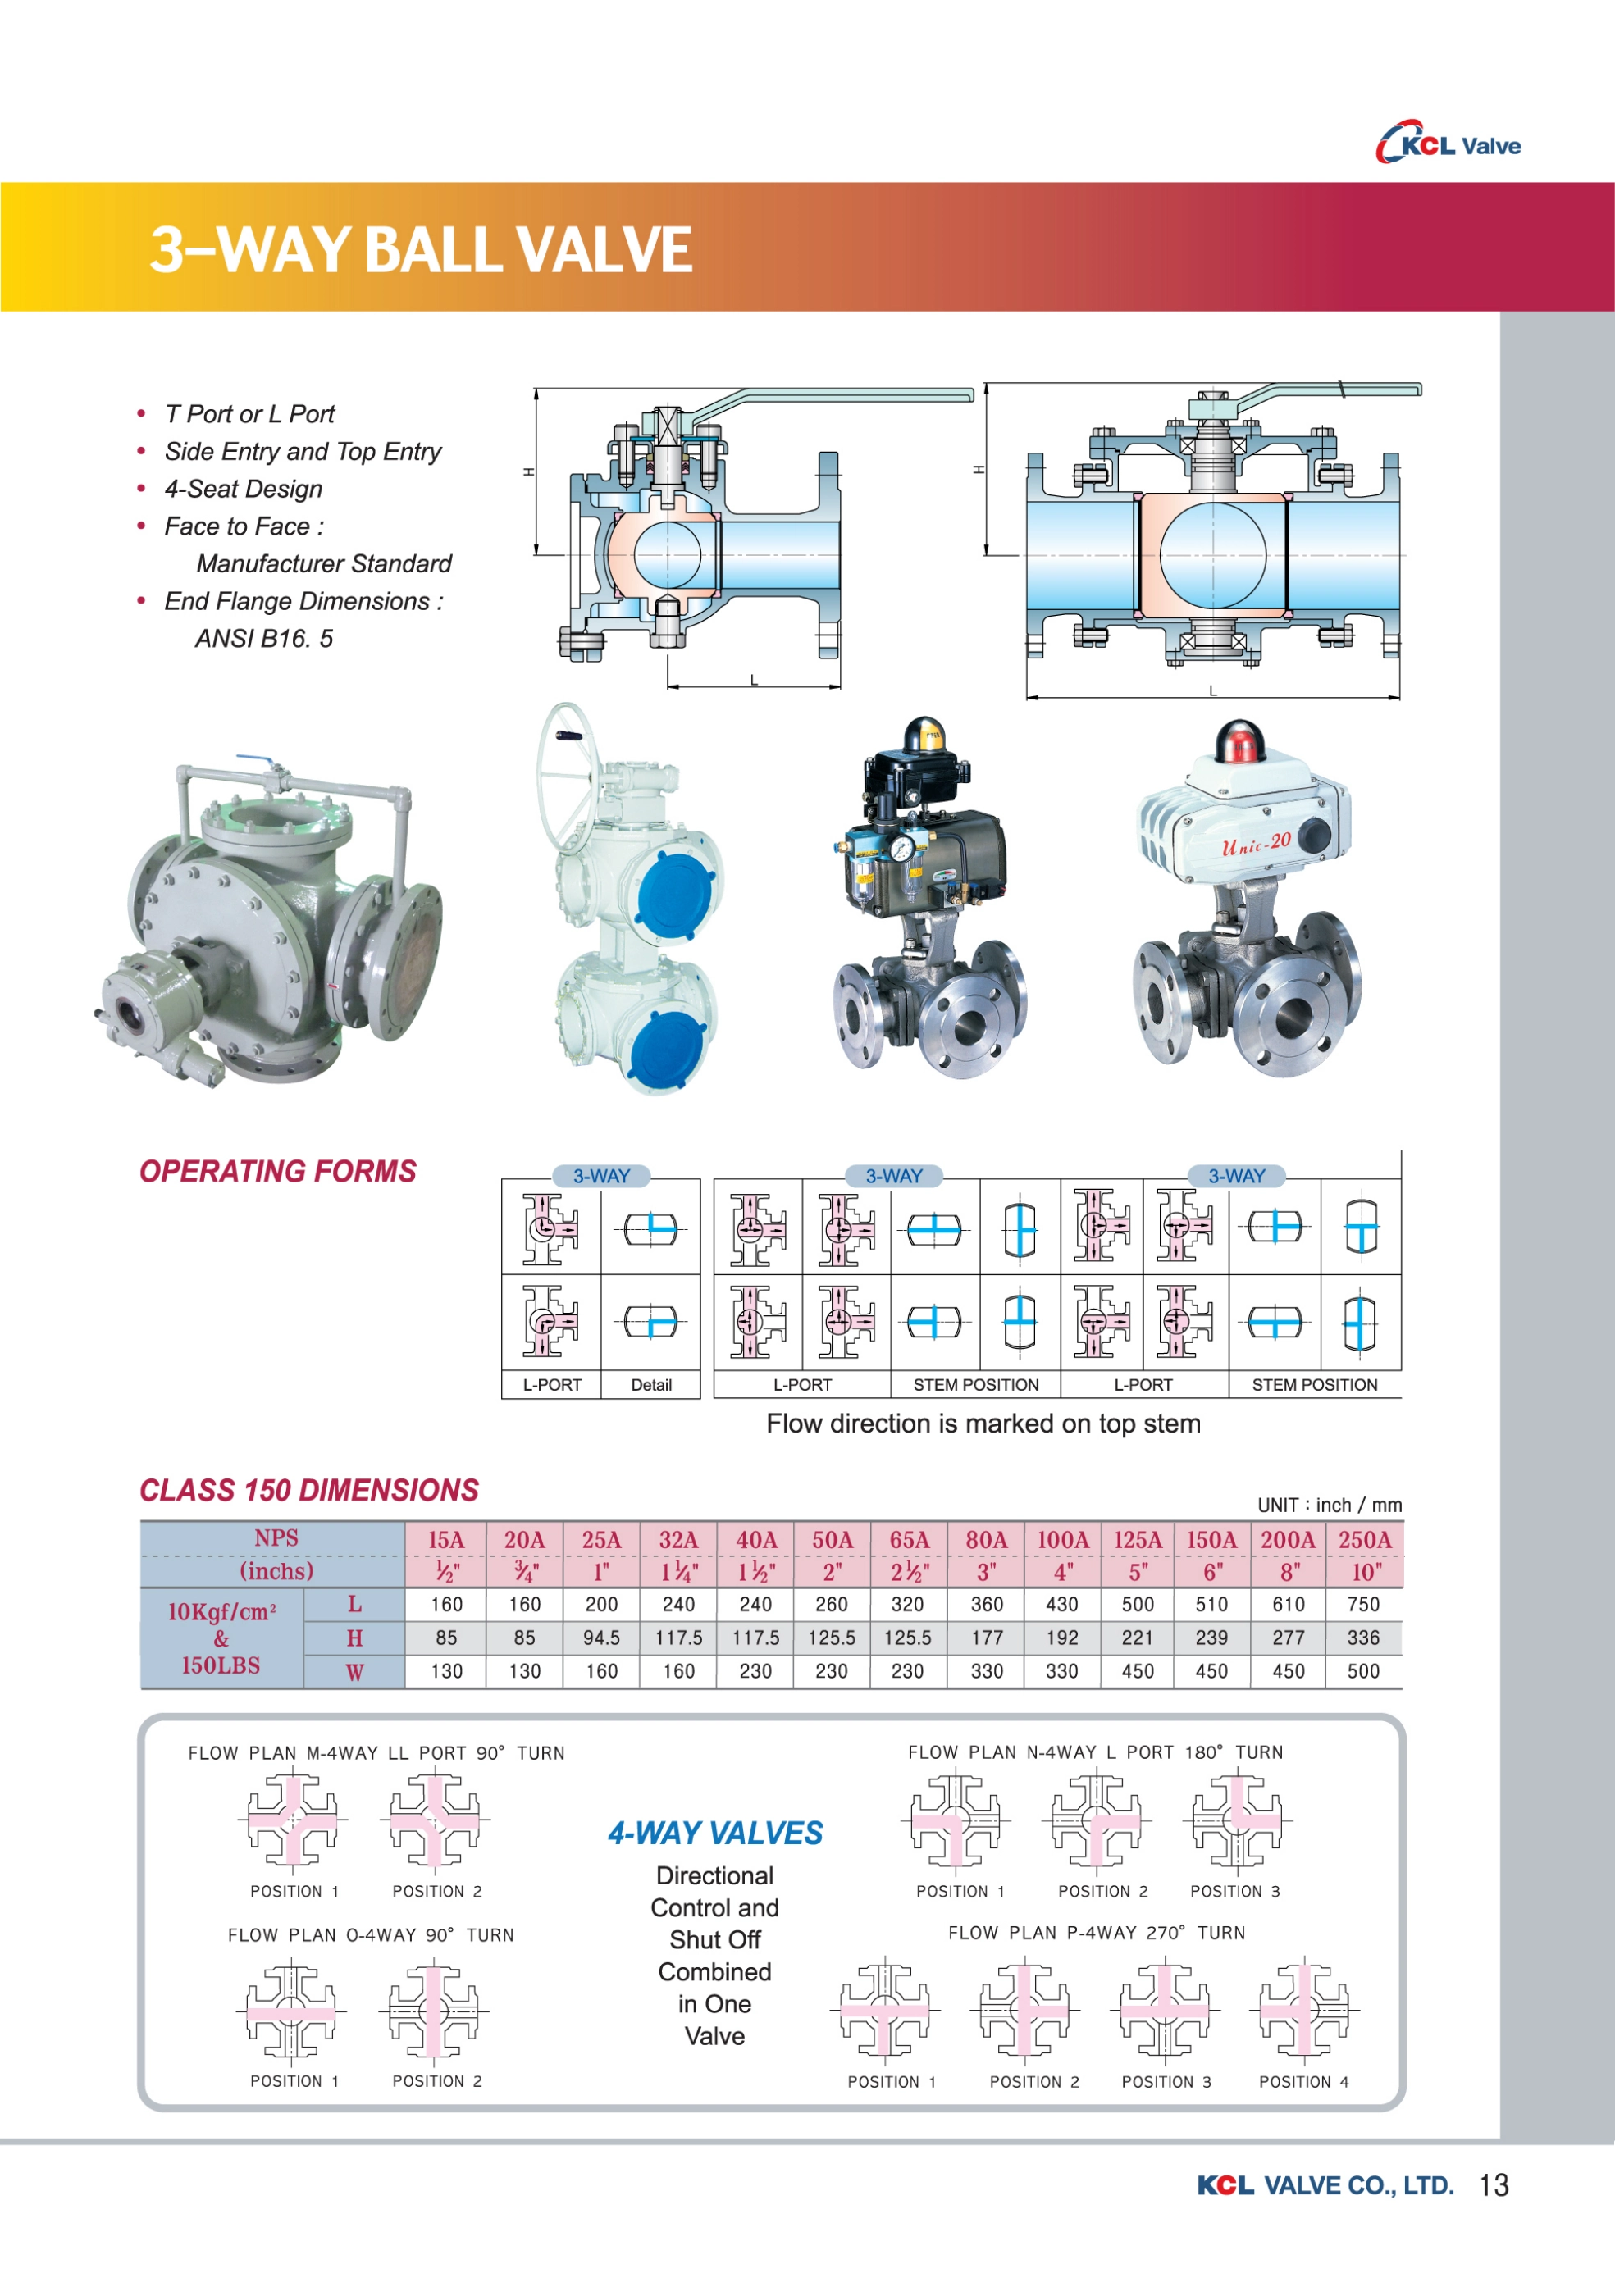 KCL Valve
3-WAY BALL VALVE
• T Port or L Port
• Side Entry and Top Entry
• 4-Seat Design
• Face to Face :
Manufacturer Standard
• End Flange Dimensions :
ANSI B16. 5
H
L
H
L
Unic-20
OPERATING FORMS
3-WAY 3-WAY 3-WAY
L-PORT Detail L-PORT STEM POSITION L-PORT STEM POSITION
Flow direction is marked on top stem
CLASS 150 DIMENSIONS
UNIT : inch / mm
NPS 15A 20A 25A 32A 40A 50A 65A 80A 100A 125A 150A 200A 250A
(inchs) ½" ¾" 1" 1¼" 1½" 2" 2½" 3" 4" 5" 6" 8" 10"
10Kgf/cm²
&
150LBS
L 160 160 200 240 240 260 320 360 430 500 510 610 750
H 85 85 94.5 117.5 117.5 125.5 125.5 177 192 221 239 277 336
W 130 130 160 160 230 230 230 330 330 450 450 450 500
FLOW PLAN M-4WAY LL PORT 90° TURN
POSITION 1 POSITION 2
FLOW PLAN O-4WAY 90° TURN
POSITION 1 POSITION 2
4-WAY VALVES
Directional
Control and
Shut Off
Combined
in One
Valve
FLOW PLAN N-4WAY L PORT 180° TURN
POSITION 1 POSITION 2 POSITION 3
FLOW PLAN P-4WAY 270° TURN
POSITION 1 POSITION 2 POSITION 3 POSITION 4
KCL VALVE CO., LTD. 13